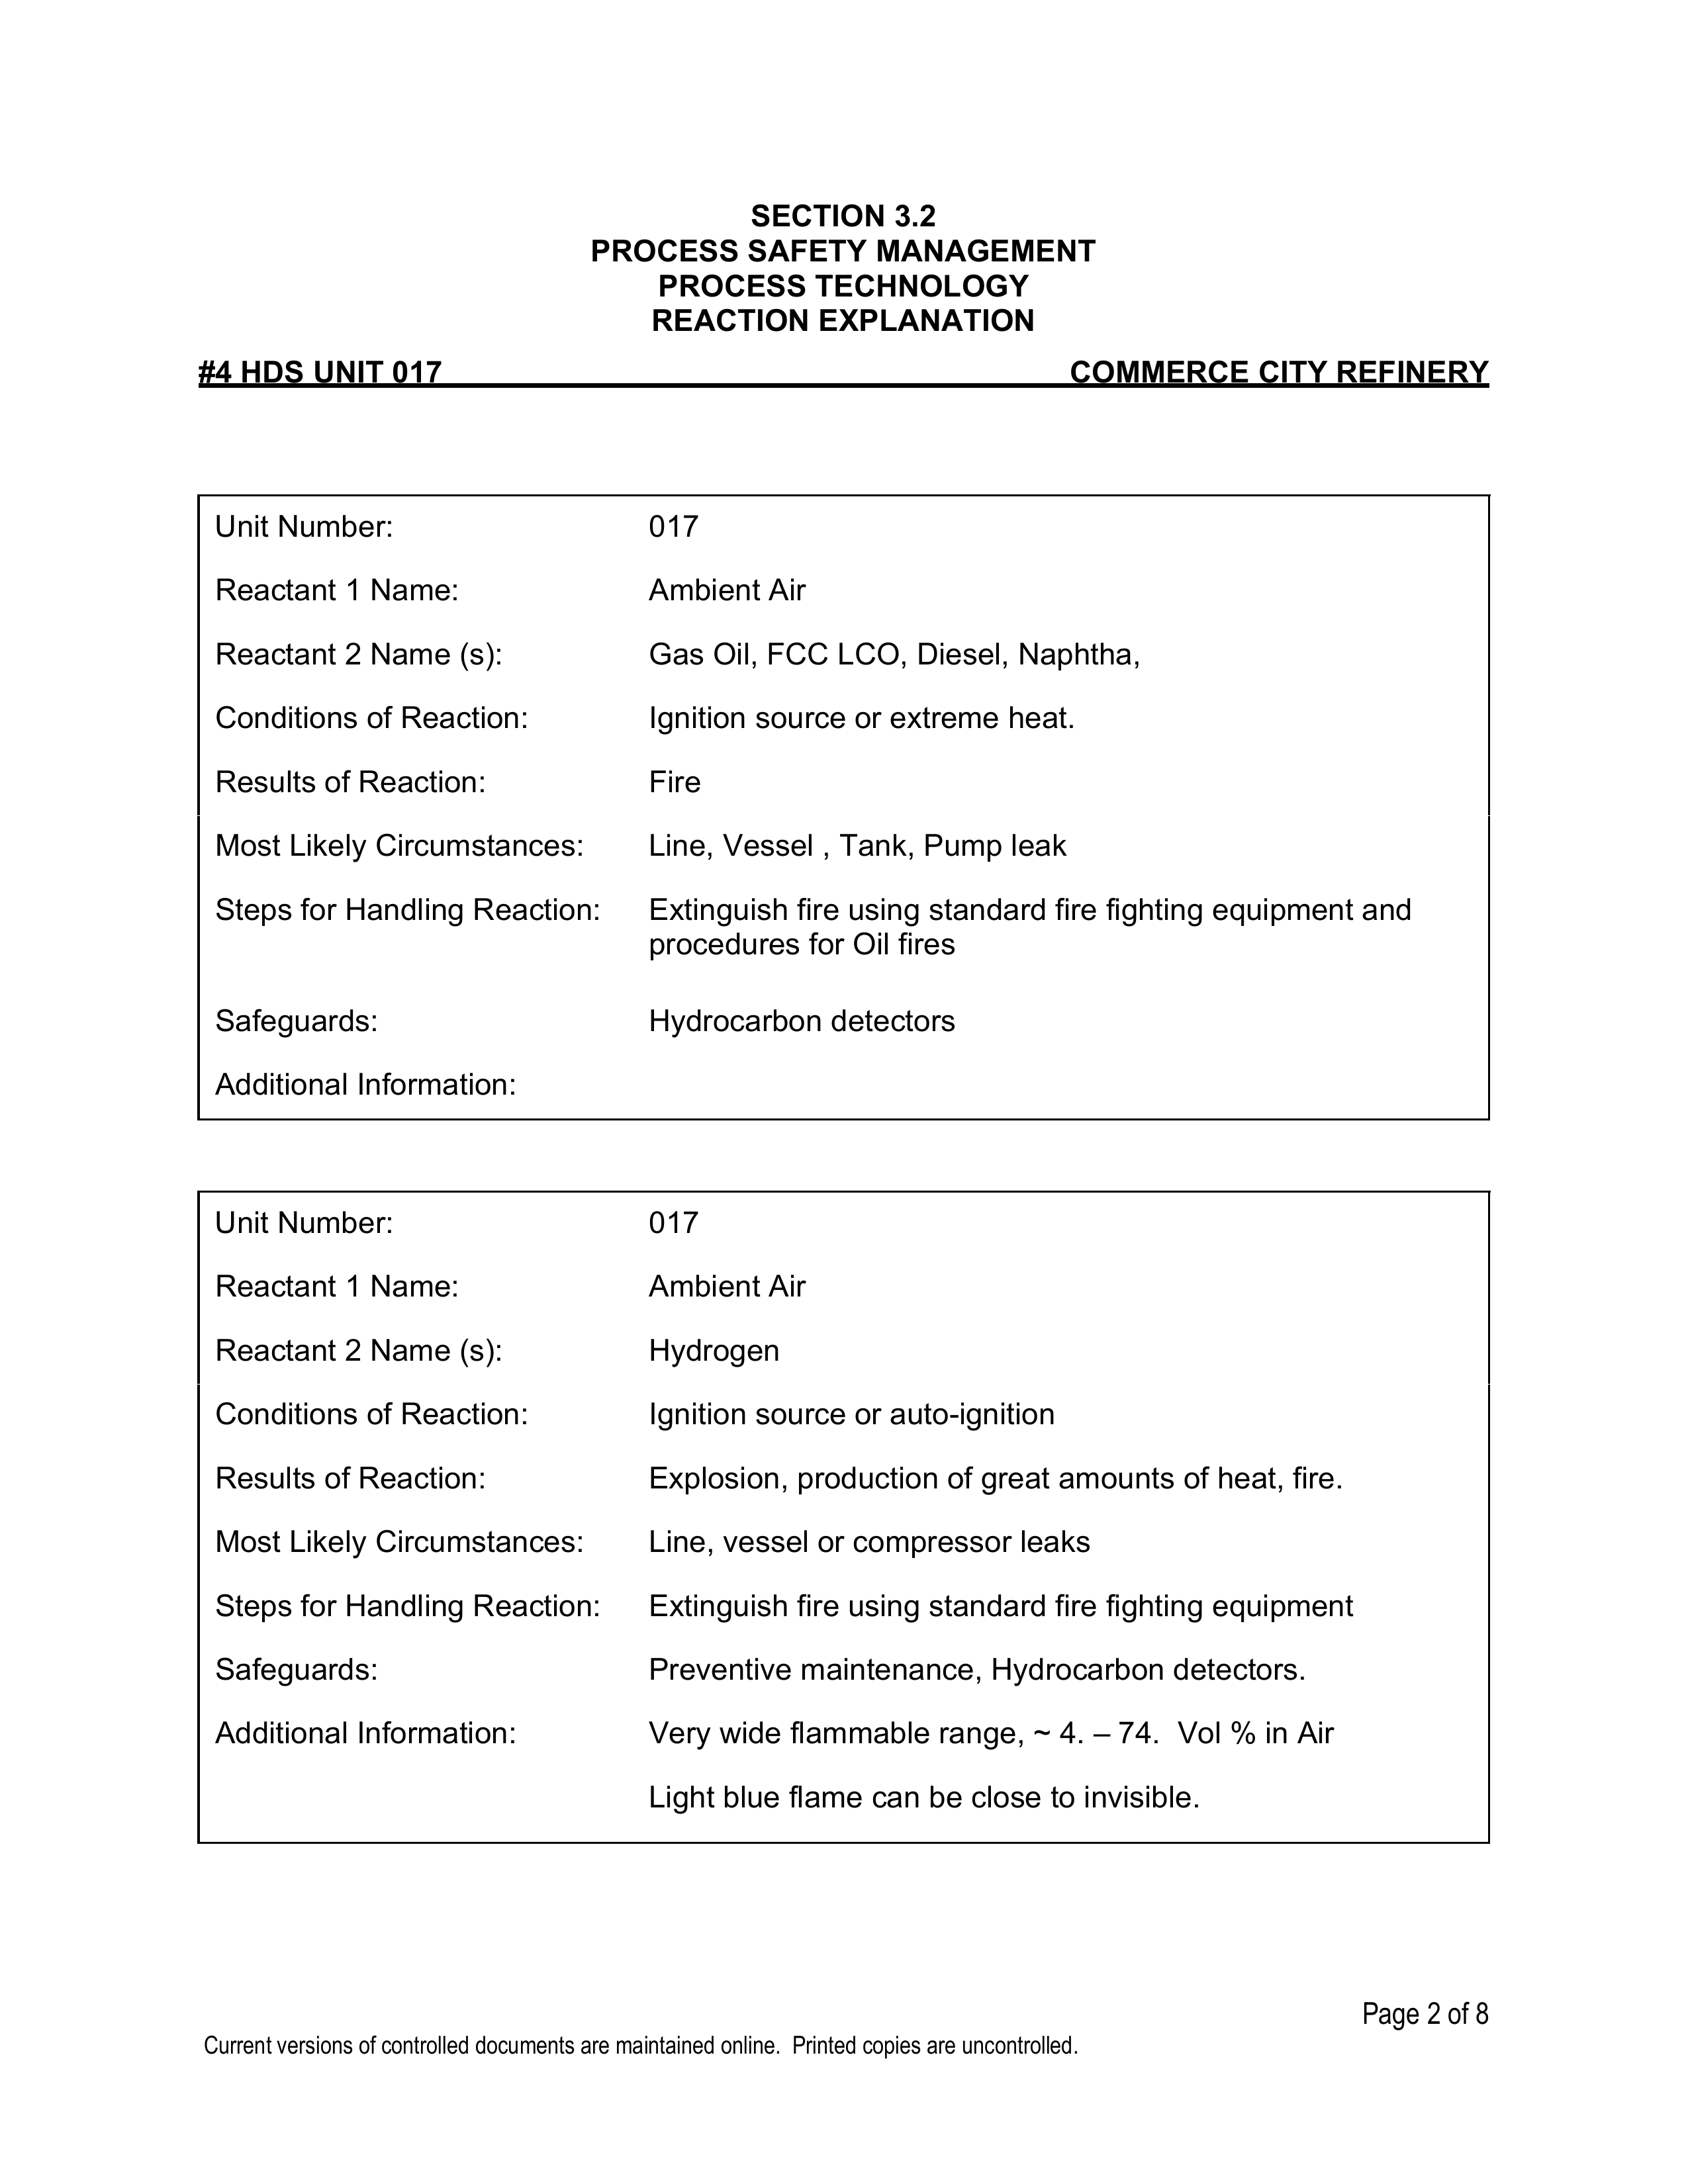 SECTION 3.2
PROCESS SAFETY MANAGEMENT
PROCESS TECHNOLOGY
REACTION EXPLANATION
#4 HDS UNIT 017 COMMERCE CITY REFINERY
Unit Number: 017
Reactant 1 Name: Ambient Air
Reactant 2 Name (s): Gas Oil, FCC LCO, Diesel, Naphtha,
Conditions of Reaction: Ignition source or extreme heat.
Results of Reaction: Fire
Most Likely Circumstances: Line, Vessel , Tank, Pump leak
Steps for Handling Reaction: Extinguish fire using standard fire fighting equipment and
procedures for Oil fires
Safeguards: Hydrocarbon detectors
Additional Information:
Unit Number: 017
Reactant 1 Name: Ambient Air
Reactant 2 Name (s): Hydrogen
Conditions of Reaction: Ignition source or auto-ignition
Results of Reaction: Explosion, production of great amounts of heat, fire.
Most Likely Circumstances: Line, vessel or compressor leaks
Steps for Handling Reaction: Extinguish fire using standard fire fighting equipment
Safeguards: Preventive maintenance, Hydrocarbon detectors.
Additional Information: Very wide flammable range, ~ 4. – 74.  Vol % in Air
Light blue flame can be close to invisible.
Page 2 of 8
Current versions of controlled documents are maintained online.  Printed copies are uncontrolled.